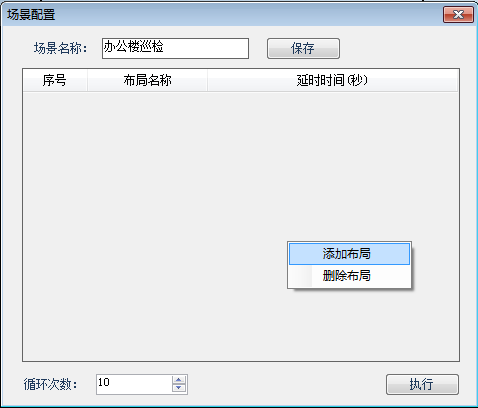 场景配置
场景名称： 办公楼巡检 保存
序号 布局名称 延时时间(秒)
添加布局
删除布局
循环次数： 10 执行